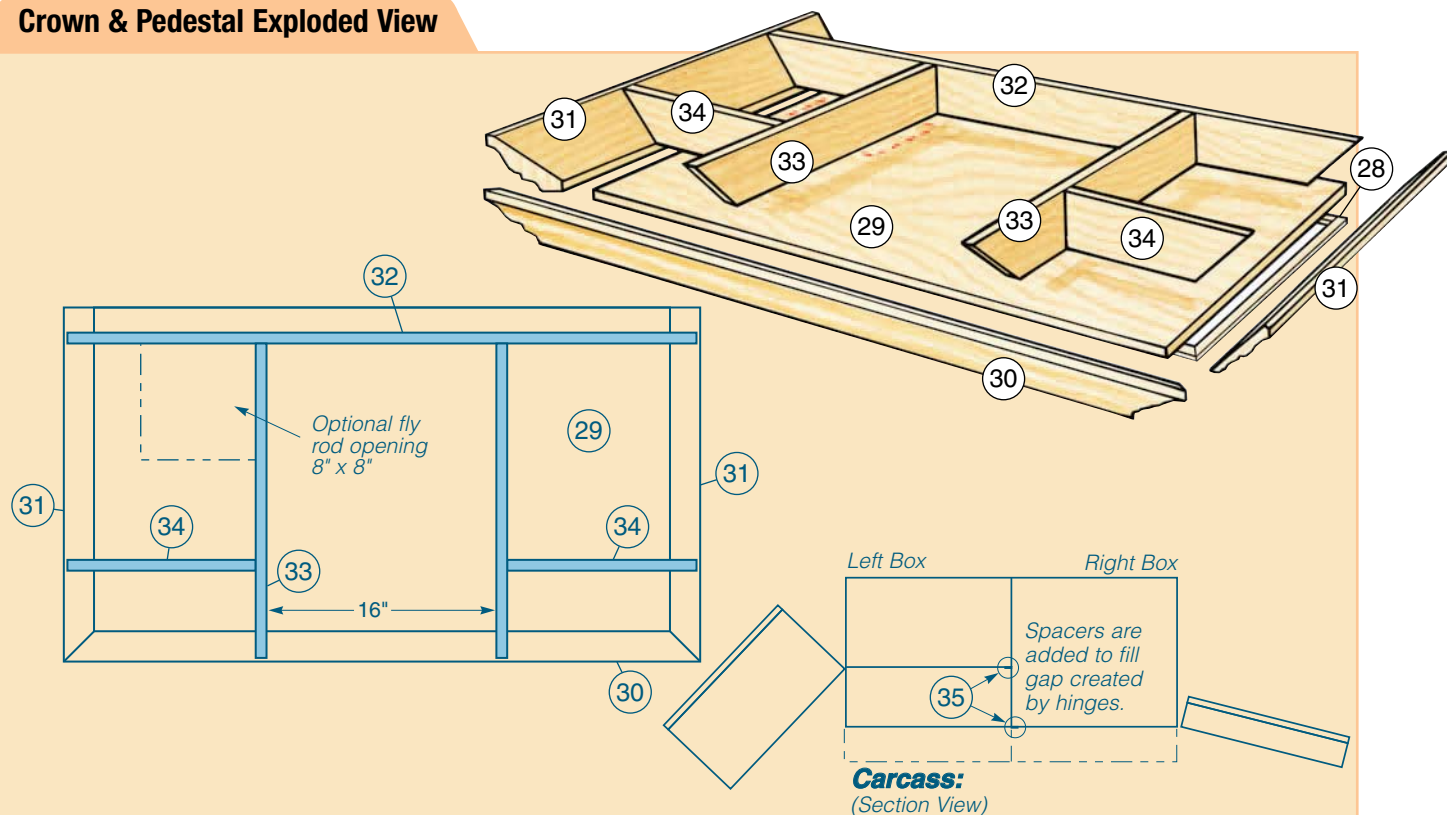 Crown & Pedestal Exploded View
32
31
34
33
28
29
33
34
31
30
32
Optional fly
rod opening
8" x 8"
29
31
31
34
34
33
16"
30
Left Box
Right Box
Spacers are
added to fill
gap created
by hinges.
35
Carcass:
(Section View)